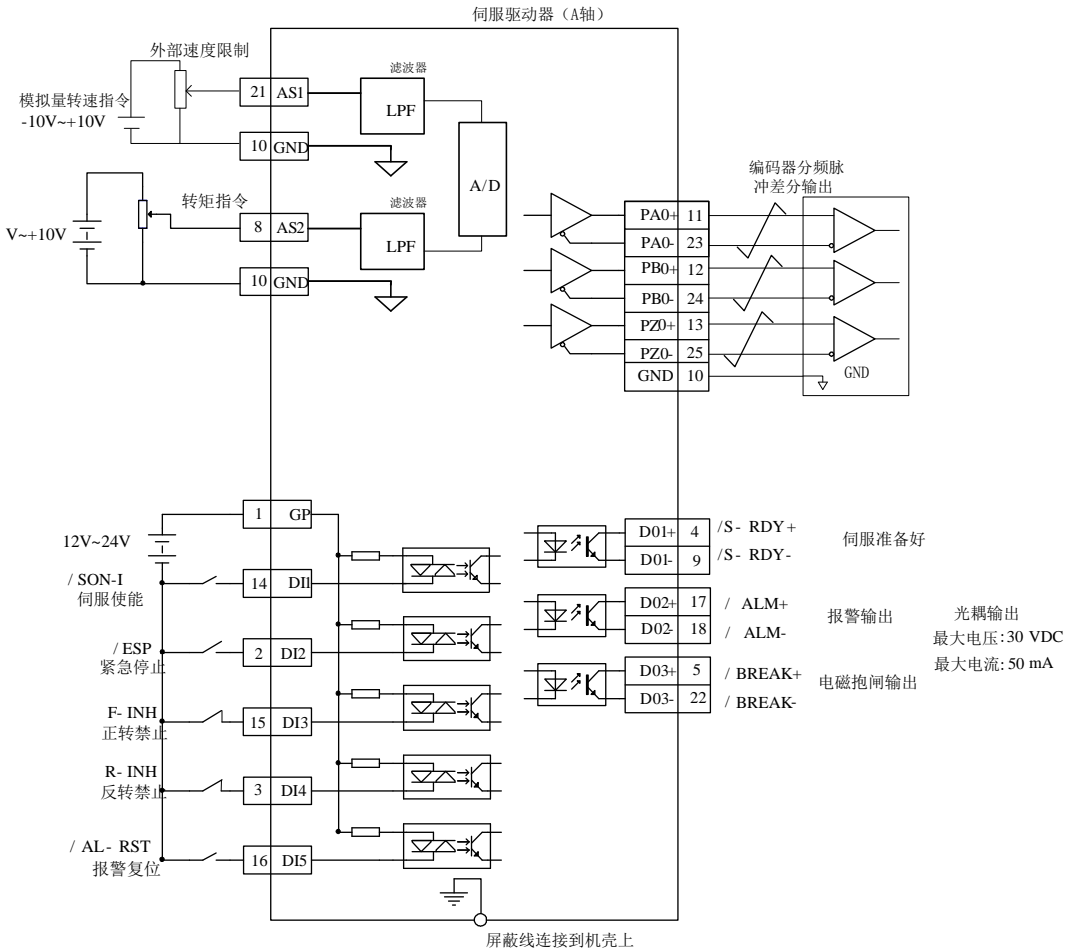 伺服驱动器（A轴）
外部速度限制
模拟量转速指令
-10V~+10V
21 AS1
滤波器
LPF
10 GND
A/D
转矩指令
V~+10V
8 AS2
滤波器
LPF
10 GND
编码器分频脉
冲差分输出
PA0+ 11
PA0- 23
PB0+ 12
PB0- 24
PZ0+ 13
PZ0- 25
GND 10
GND
1 GP
12V~24V
/ SON-I
伺服使能
14 DI1
/ ESP
紧急停止
2 DI2
F- INH
正转禁止
15 DI3
R- INH
反转禁止
3 DI4
/ AL- RST
报警复位
16 DI5
D01+ 4 /S- RDY+
D01- 9 /S- RDY-
伺服准备好
D02+ 17 / ALM+
D02- 18 / ALM-
报警输出
D03+ 5 / BREAK+
D03- 22 / BREAK-
电磁抱闸输出
光耦输出
最大电压:30 VDC
最大电流:50 mA
屏蔽线连接到机壳上